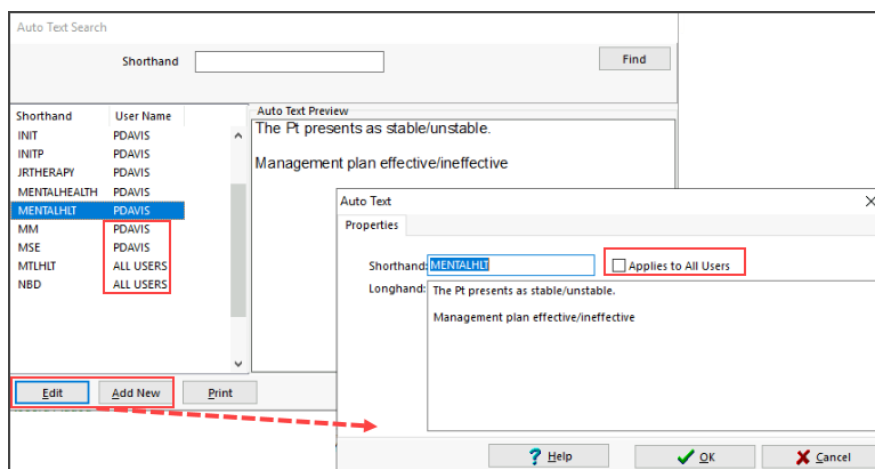 Auto Text Search
Shorthand
Find
Shorthand User Name
INIT PDAVIS
INITP PDAVIS
JRTHERAPY PDAVIS
MENTALHEALTH PDAVIS
MENTALHLT PDAVIS
MM PDAVIS
MSE PDAVIS
MTLHLT ALL USERS
NBD ALL USERS
Auto Text Preview
The Pt presents as stable/unstable.
Management plan effective/ineffective
Edit Add New Print
Auto Text
Properties
Shorthand: MENTALHLT Applies to All Users
Longhand: The Pt presents as stable/unstable.
Management plan effective/ineffective
Help OK Cancel